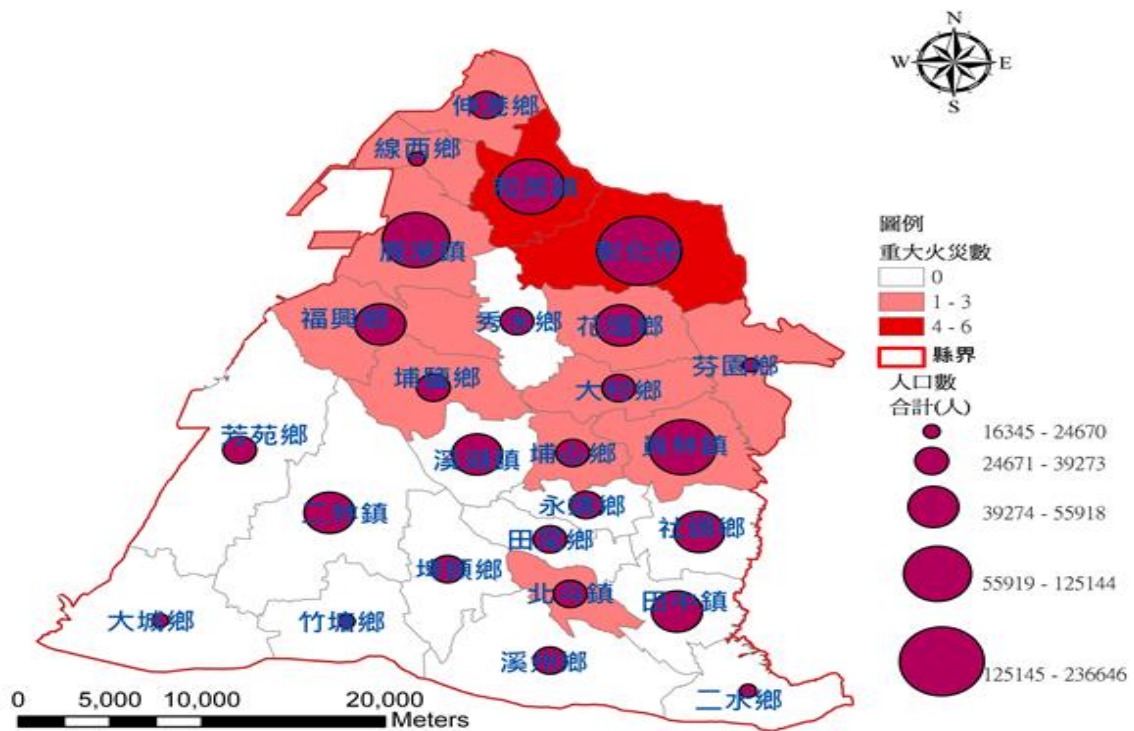 N
W E
S
伸港鄉
線西鄉
和美鎮
鹿港鎮
彰化市
福興鄉
秀水鄉
花壇鄉
芬園鄉
埔鹽鄉
大村鄉
芳苑鄉
溪湖鎮
埔心鄉
員林鎮
二林鎮
永靖鄉
社頭鄉
田尾鄉
埤頭鄉
北斗鎮
田中鎮
大城鄉
竹塘鄉
溪州鄉
二水鄉
圖例
重大火災數
0
1 - 3
4 - 6
縣界
人口數
合計(人)
16345 - 24670
24671 - 39273
39274 - 55918
55919 - 125144
125145 - 236646
0 5,000 10,000 20,000
Meters